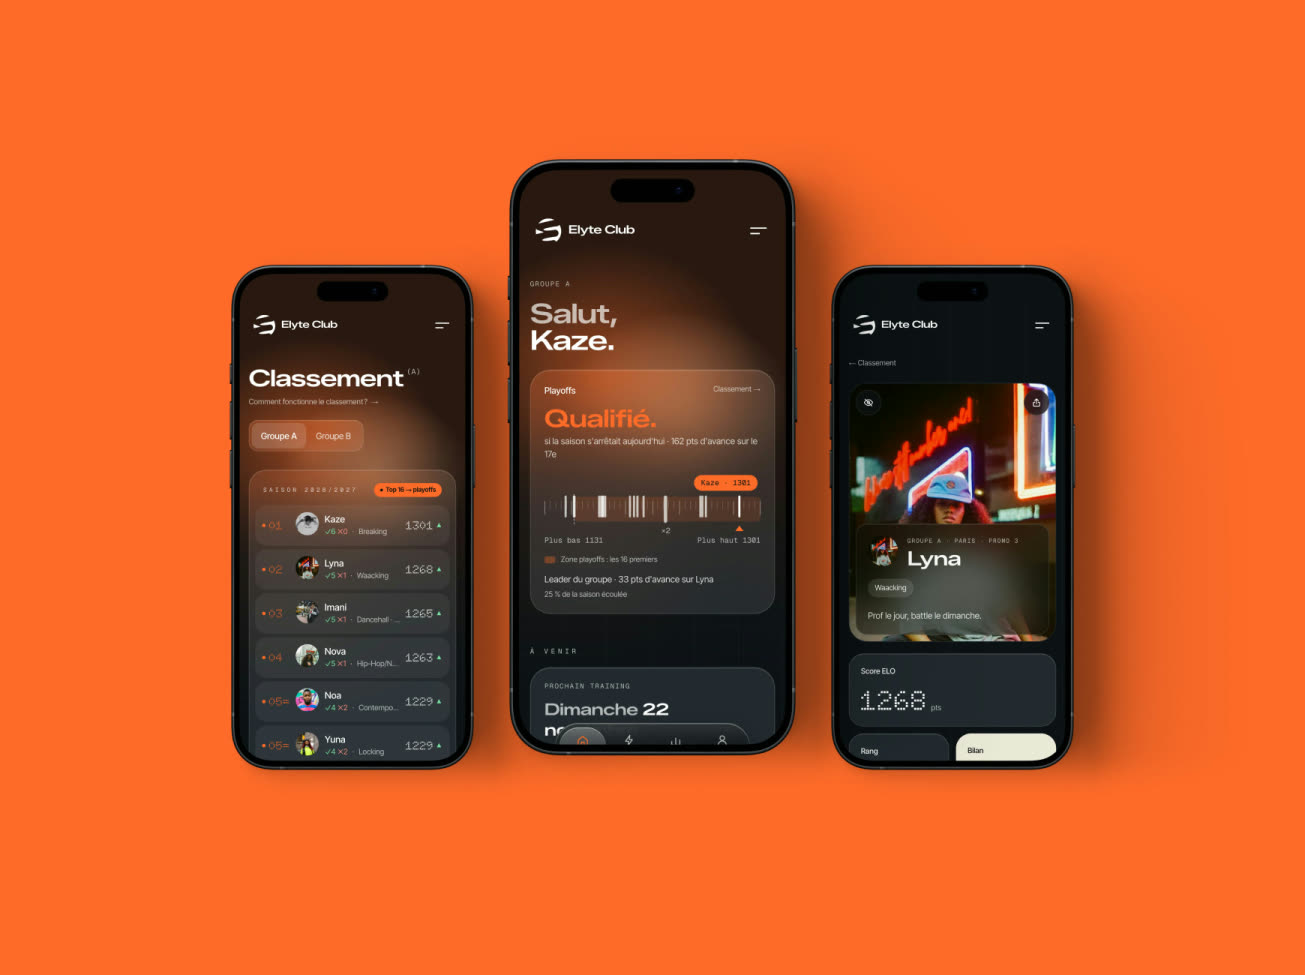 Elyte Club
Classement (A)
Comment fonctionne le classement ? →
Groupe A
Groupe B
SAISON 2026/2027
Top 16 → playoffs
01
Kaze
✓6 ×0 · Breaking
1301 ▲
02
Lyna
✓5 ×1 · Waacking
1268 ▲
03
Imani
✓5 ×1 · Dancehall · ...
1265 ▲
04
Nova
✓5 ×1 · Hip-Hop/N...
1263 ▲
05=
Noa
✓4 ×2 · Contempo...
1229 ▲
05=
Yuna
✓4 ×2 · Locking
1229 ▲
Elyte Club
GROUPE A
Salut,
Kaze.
Playoffs
Classement →
Qualifié.
si la saison s'arrêtait aujourd'hui · 162 pts d'avance sur le
17e
Kaze · 1301
×2
Plus bas 1131
Plus haut 1301
Zone playoffs : les 16 premiers
Leader du groupe · 33 pts d'avance sur Lyna
25 % de la saison écoulée
À VENIR
PROCHAIN TRAINING
Dimanche 22
Elyte Club
← Classement
GROUPE A · PARIS · PROMO 3
Lyna
Waacking
Prof le jour, battle le dimanche.
Score ELO
1268 pts
Rang
Bilan